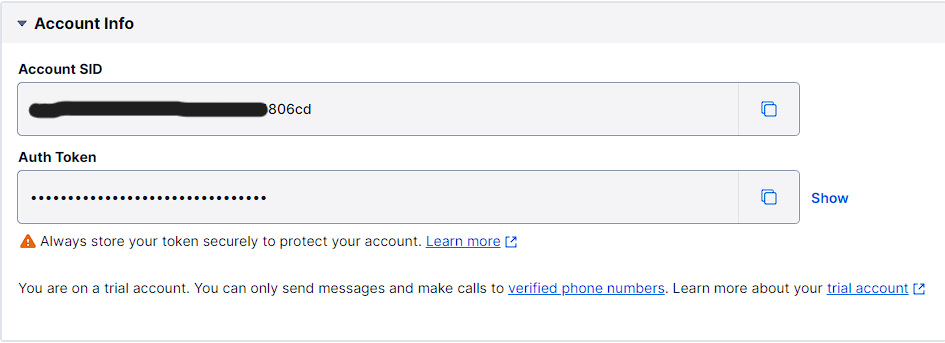 Account Info
Account SID
806cd
Auth Token
••••••••••••••••••••••••••••••••
Show
Always store your token securely to protect your account. Learn more
You are on a trial account. You can only send messages and make calls to verified phone numbers. Learn more about your trial account